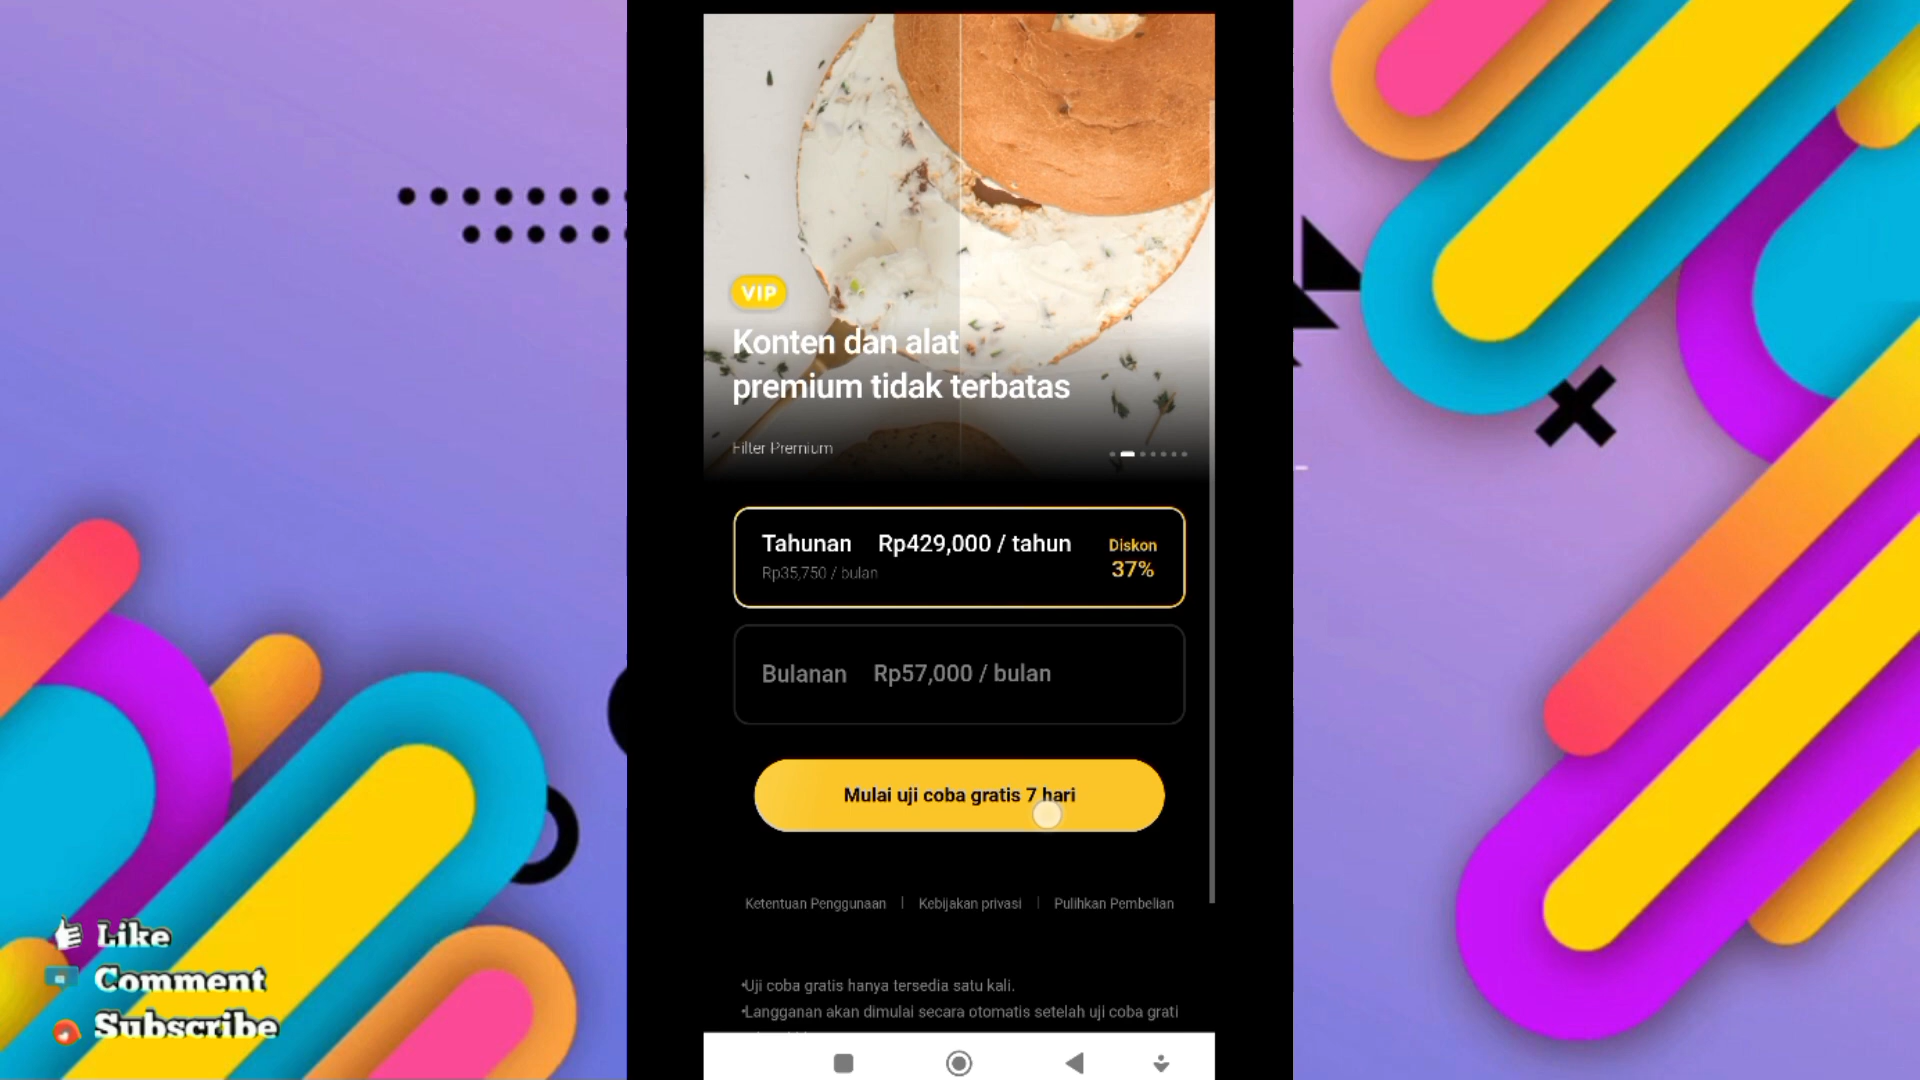 VIP
Konten dan alat
premium tidak terbatas
Filter Premium
Tahunan Rp429,000 / tahun
Diskon
Rp35,750 / bulan
37%
Bulanan Rp57,000 / bulan
Mulai uji coba gratis 7 hari
Ketentuan Penggunaan | Kebijakan privasi | Pulihkan Pembelian
•Uji coba gratis hanya tersedia satu kali.
•Langganan akan dimulai secara otomatis setelah uji coba grati
Like
Comment
Subscribe